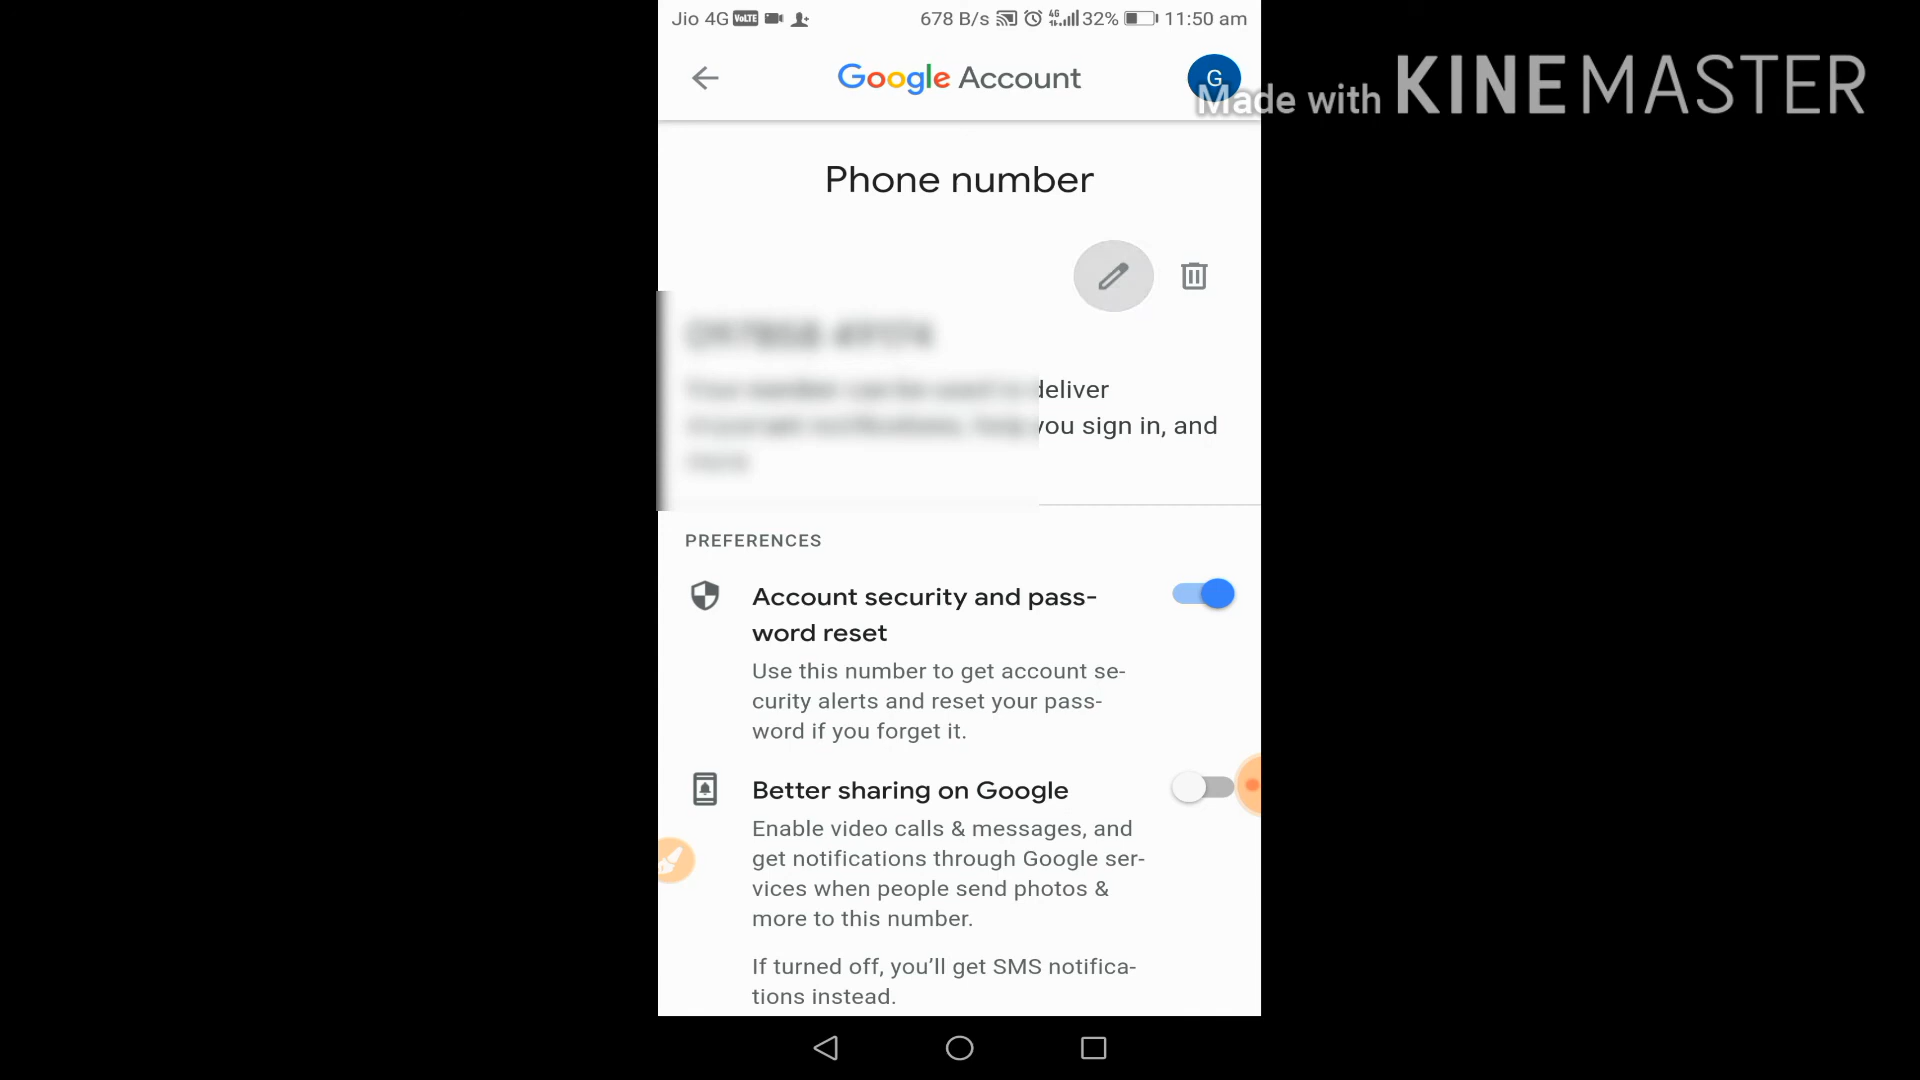 Jio 4G VoLTE 678 B/s 4G 32% 11:50 am
Google Account G
Made with KINEMASTER
Phone number
deliver
you sign in, and
PREFERENCES
Account security and pass-
word reset
Use this number to get account se-
curity alerts and reset your pass-
word if you forget it.
Better sharing on Google
Enable video calls & messages, and
get notifications through Google ser-
vices when people send photos &
more to this number.
If turned off, you’ll get SMS notifica-
tions instead.